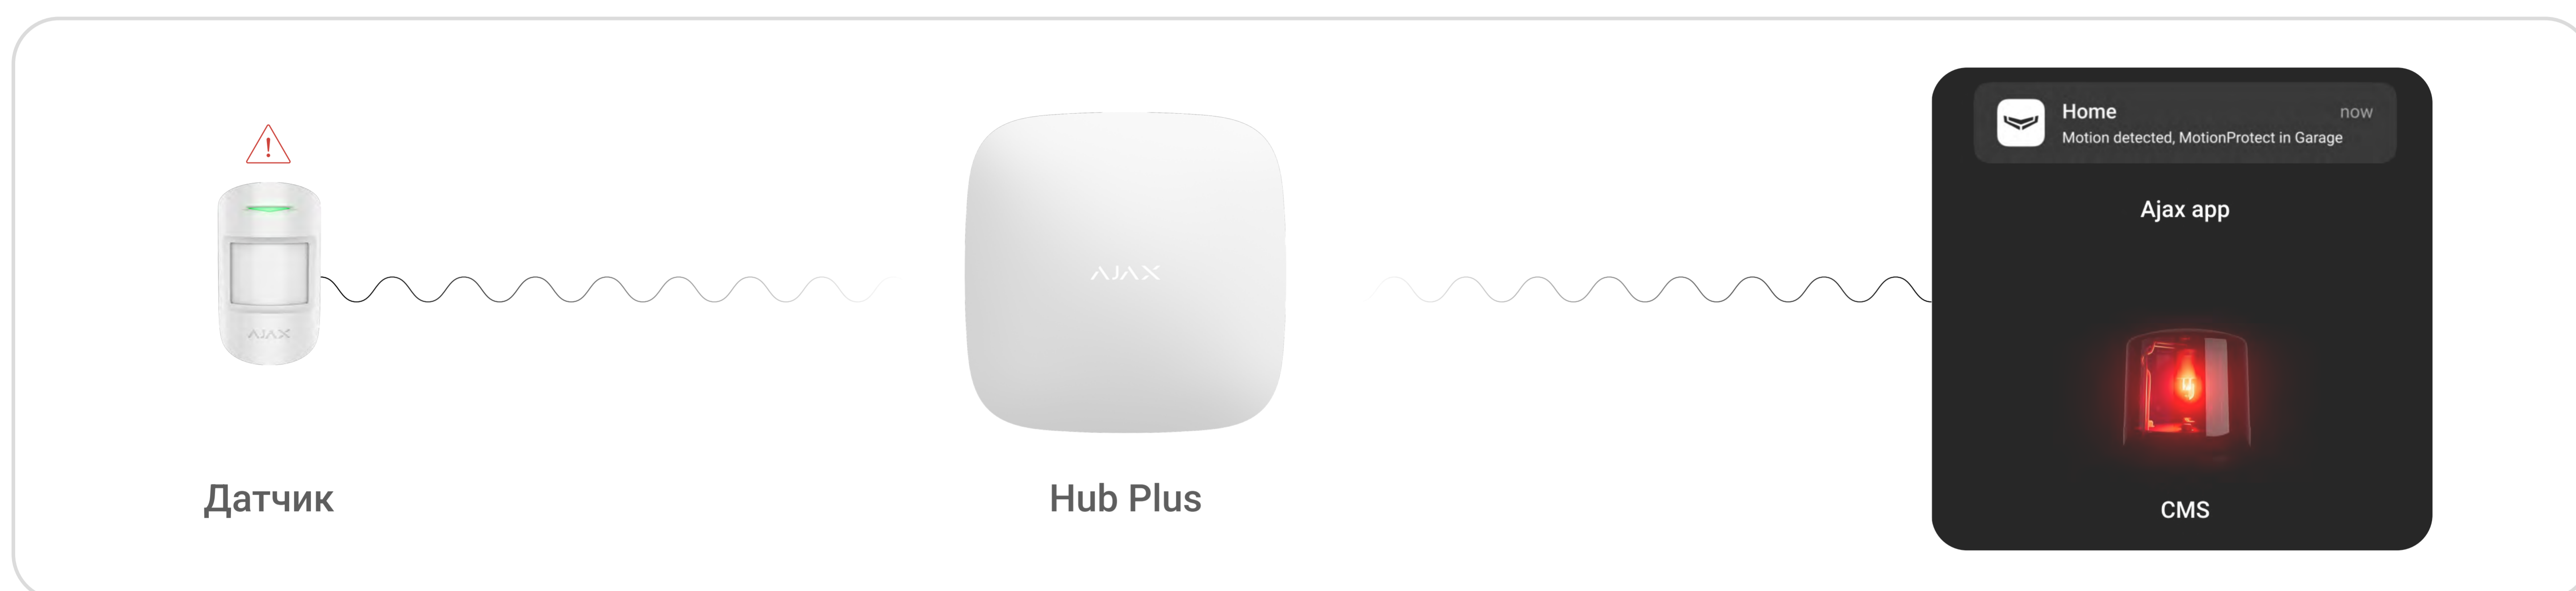 AJAX
Датчик
AJAX
Hub Plus
Home
now
Motion detected, MotionProtect in Garage
Ajax app
CMS